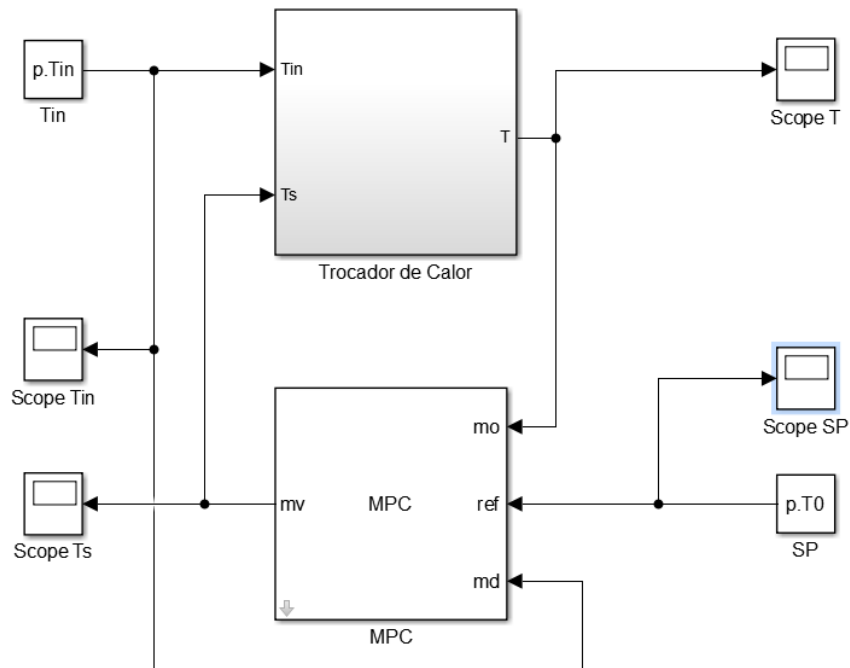 p.Tin
Tin
Tin
Ts
T
Trocador de Calor
Scope T
Scope Tin
Scope Ts
mv
MPC
mo
ref
md
MPC
Scope SP
p.T0
SP